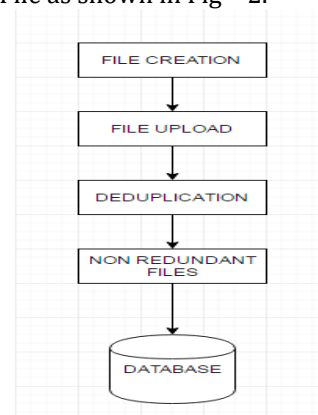 File as shown in Fig – 2.
FILE CREATION
FILE UPLOAD
DEDUPLICATION
NON REDUNDANT
FILES
DATABASE